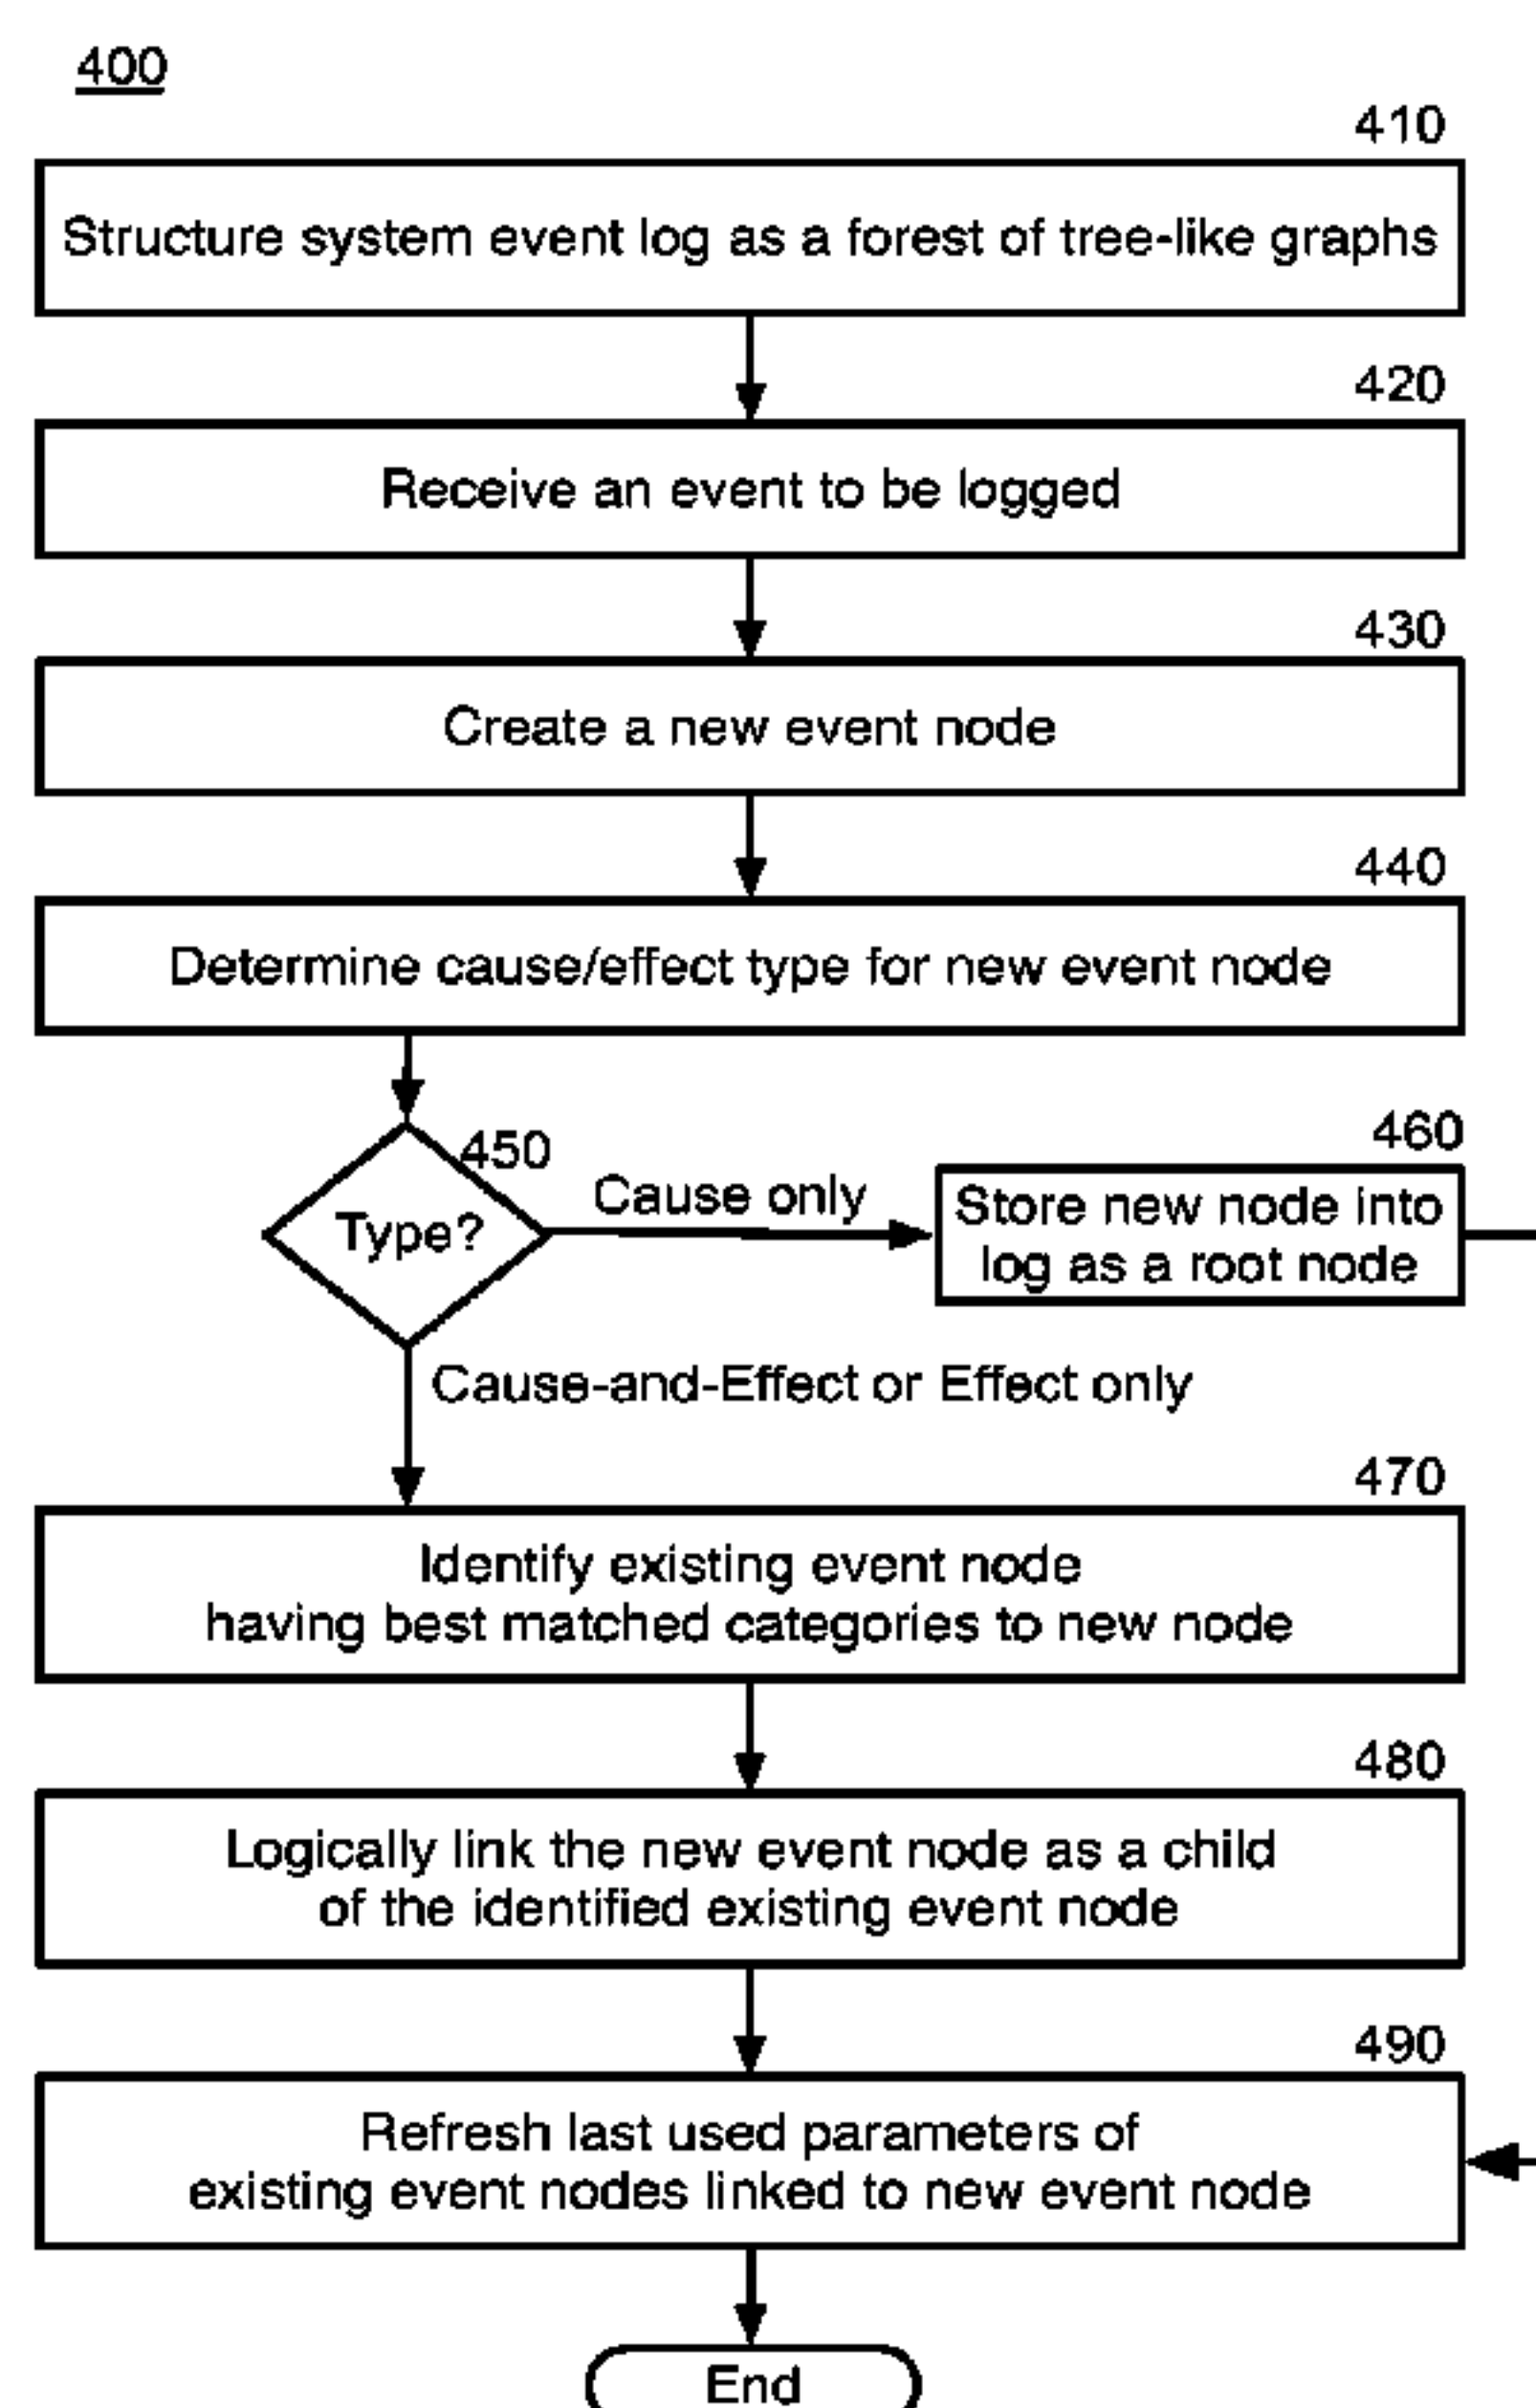 400
410
Structure system event log as a forest of tree-like graphs
420
Receive an event to be logged
430
Create a new event node
440
Determine cause/effect type for new event node
450
Type?
Cause only
460
Store new node into
log as a root node
Cause-and-Effect or Effect only
470
Identify existing event node
having best matched categories to new node
480
Logically link the new event node as a child
of the identified existing event node
490
Refresh last used parameters of
existing event nodes linked to new event node
End